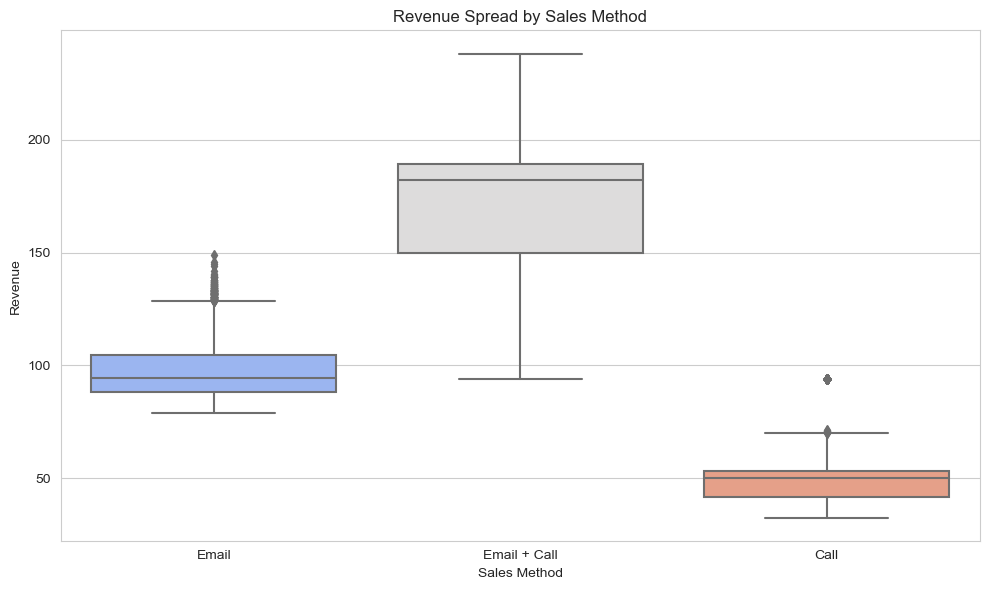 Revenue Spread by Sales Method
200
150
100
50
Revenue
Email
Email + Call
Call
Sales Method